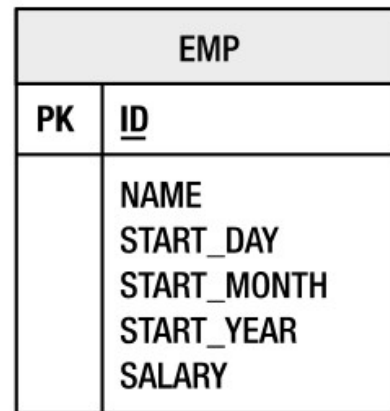 EMP
PK ID
NAME
START_DAY
START_MONTH
START_YEAR
SALARY